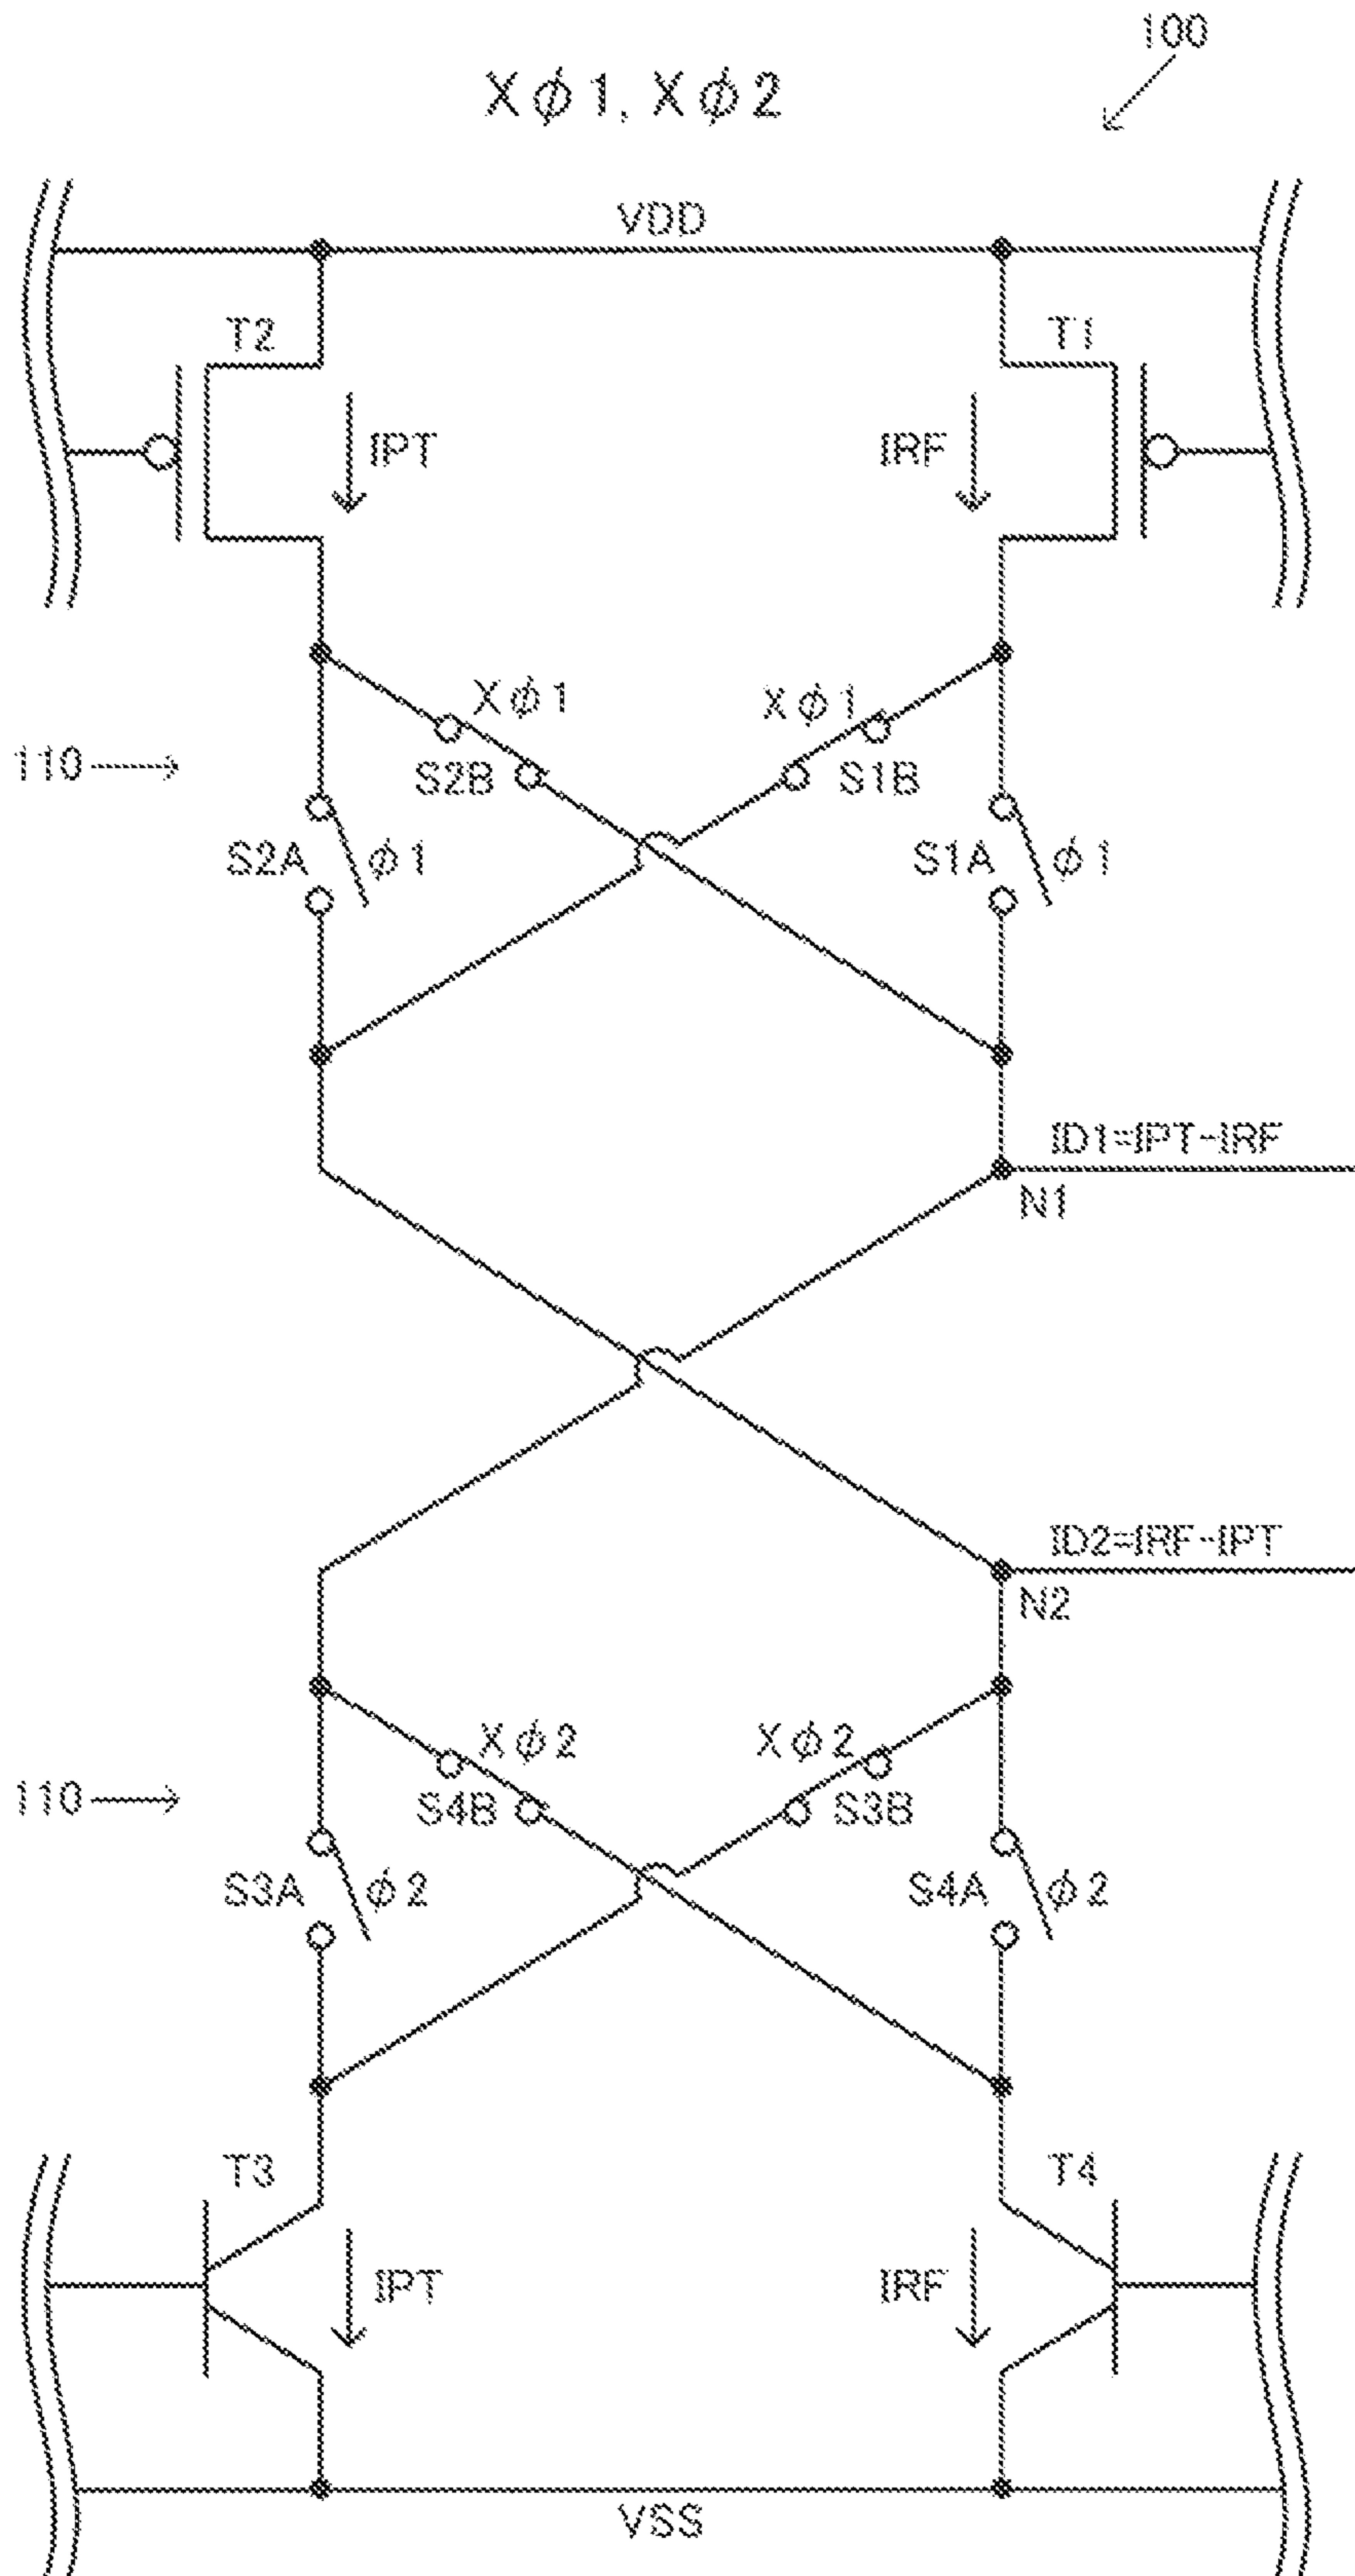 100
Xϕ1, Xϕ2
VDD
T2
T1
IPT
IRF
Xϕ1
Xϕ1
110
S2B
S1B
S2A
ϕ1
S1A
ϕ1
ID1=IPT-IRF
N1
ID2=IRF-IPT
N2
Xϕ2
Xϕ2
110
S4B
S3B
S3A
ϕ2
S4A
ϕ2
T3
T4
IPT
IRF
VSS